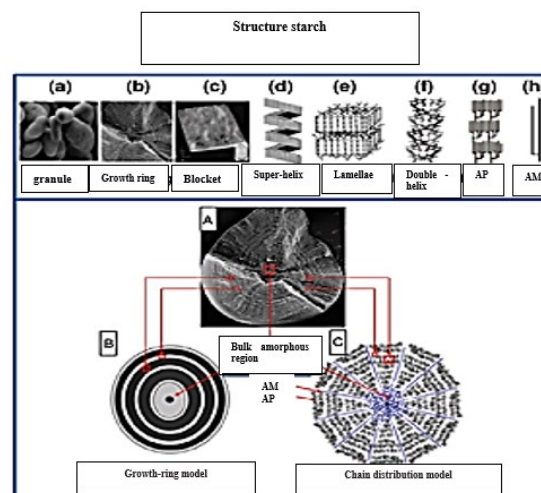 Structure starch
(a) (b) (c) (d) (e) (f) (g) (h
granule Growth ring Blocket Super-helix Lamellae Double - AP AM
helix
A
B Bulk amorphous C
region
AM
AP
Growth-ring model Chain distribution model